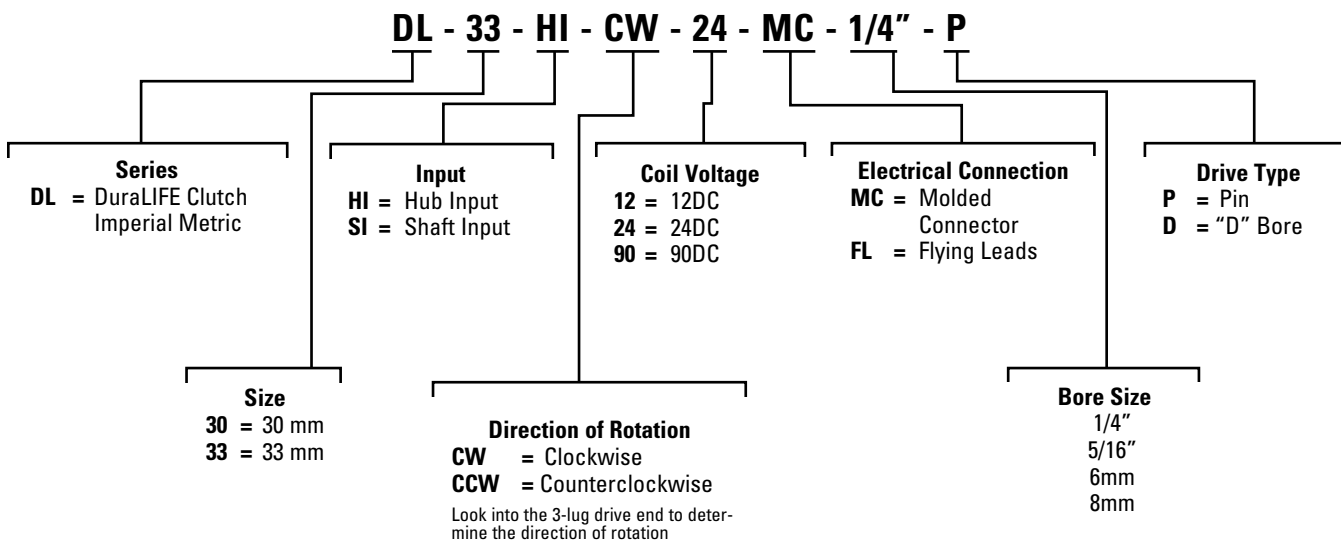 DL - 33 - HI - CW - 24 - MC - 1/4” - P
Series
DL = DuraLIFE Clutch
Imperial Metric
Input
HI = Hub Input
SI = Shaft Input
Coil Voltage
12 = 12DC
24 = 24DC
90 = 90DC
Electrical Connection
MC = Molded
Connector
FL = Flying Leads
Drive Type
P = Pin
D = “D” Bore
Size
30 = 30 mm
33 = 33 mm
Direction of Rotation
CW = Clockwise
CCW = Counterclockwise
Look into the 3-lug drive end to deter-
mine the direction of rotation
Bore Size
1/4”
5/16”
6mm
8mm